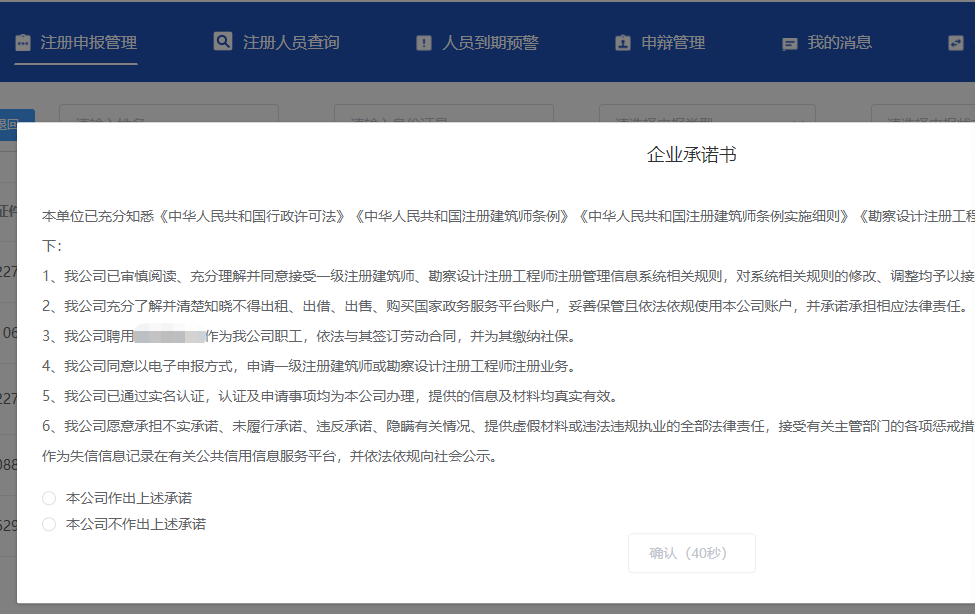 注册申报管理
注册人员查询
人员到期预警
申辩管理
我的消息
退回
请输入姓名
请选择申报类型
企业承诺书
本单位已充分知悉《中华人民共和国行政许可法》《中华人民共和国注册建筑师条例》《中华人民共和国注册建筑师条例实施细则》《勘察设计注册工程
下：
证件
1、我公司已审慎阅读、充分理解并同意接受一级注册建筑师、勘察设计注册工程师注册管理信息系统相关规则，对系统相关规则的修改、调整均予以接
227
2、我公司充分了解并清楚知晓不得出租、出借、出售、购买国家政务服务平台账户，妥善保管且依法依规使用本公司账户，并承诺承担相应法律责任。
06
3、我公司聘用 作为我公司职工，依法与其签订劳动合同，并为其缴纳社保。
4、我公司同意以电子申报方式，申请一级注册建筑师或勘察设计注册工程师注册业务。
227
5、我公司已通过实名认证，认证及申请事项均为本公司办理，提供的信息及材料均真实有效。
6、我公司愿意承担不实承诺、未履行承诺、违反承诺、隐瞒有关情况、提供虚假材料或违法违规执业的全部法律责任，接受有关主管部门的各项惩戒措
作为失信信息记录在有关公共信用信息服务平台，并依法依规向社会公示。
088
本公司作出上述承诺
本公司不作出上述承诺
529
确认（40秒）